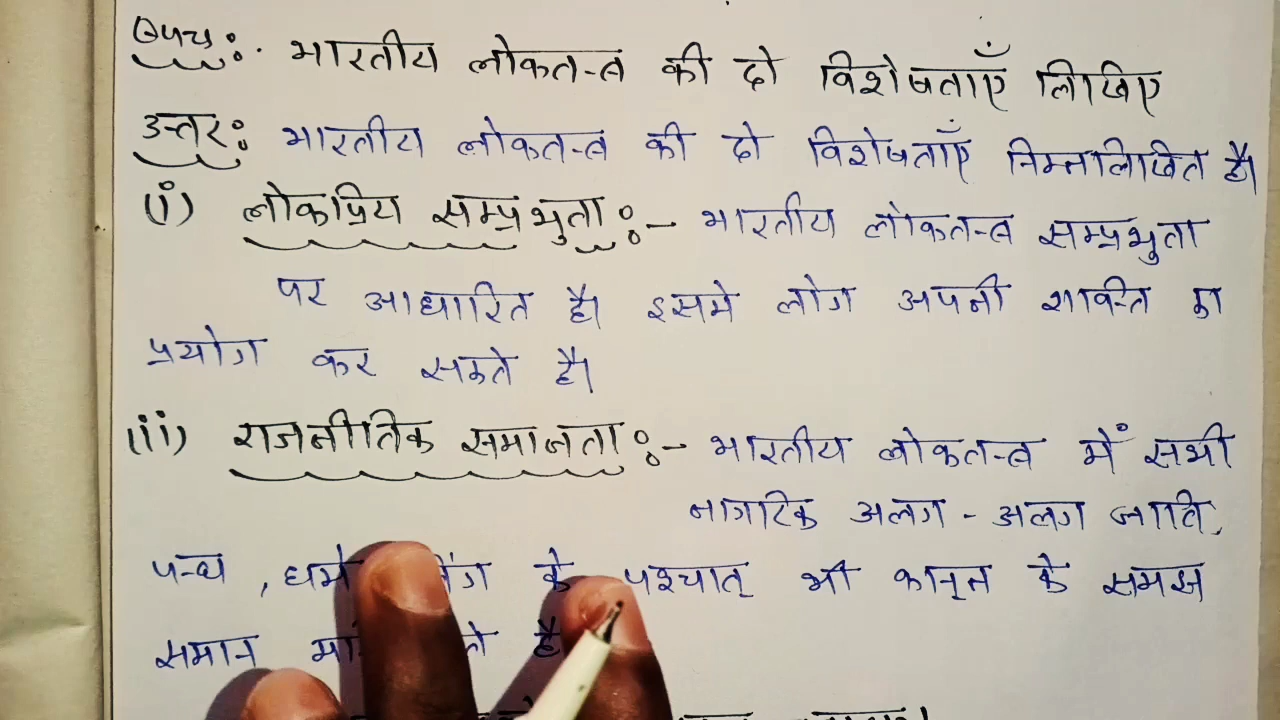 प्रश्न:. भारतीय लोकतन्त्र की दो विशेषताएँ लिखिए
उत्तर: भारतीय लोकतन्त्र की दो विशेषताएँ निम्नलिखित है।
(i) लोकप्रिय सम्प्रभुता:- भारतीय लोकतन्त्र सम्प्रभुता
पर आधारित है। इसमे लोग अपनी शक्ति का
प्रयोग कर सकते है।
(ii) राजनीतिक समानता:- भारतीय लोकतन्त्र में सभी
नागरिक अलग - अलग जाति,
पन्थ , धर्म के पश्चात् भी कानून के समक्ष
समान है